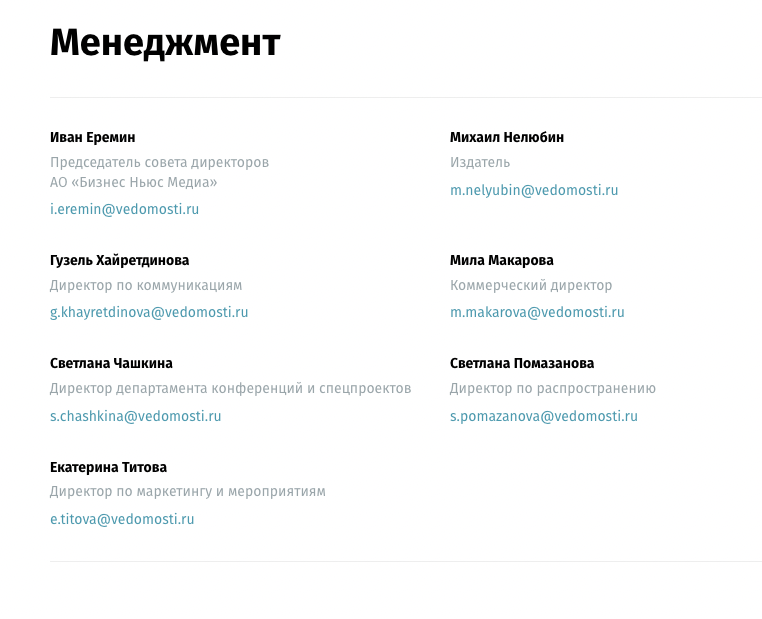 Менеджмент
Иван Еремин
Председатель совета директоров
АО «Бизнес Ньюс Медиа»
i.eremin@vedomosti.ru
Михаил Нелюбин
Издатель
m.nelyubin@vedomosti.ru
Гузель Хайретдинова
Директор по коммуникациям
g.khayretdinova@vedomosti.ru
Мила Макарова
Коммерческий директор
m.makarova@vedomosti.ru
Светлана Чашкина
Директор департамента конференций и спецпроектов
s.chashkina@vedomosti.ru
Светлана Помазанова
Директор по распространению
s.pomazanova@vedomosti.ru
Екатерина Титова
Директор по маркетингу и мероприятиям
e.titova@vedomosti.ru